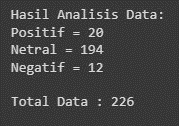 Hasil Analisis Data:
Positif = 20
Netral = 194
Negatif = 12
Total Data : 226